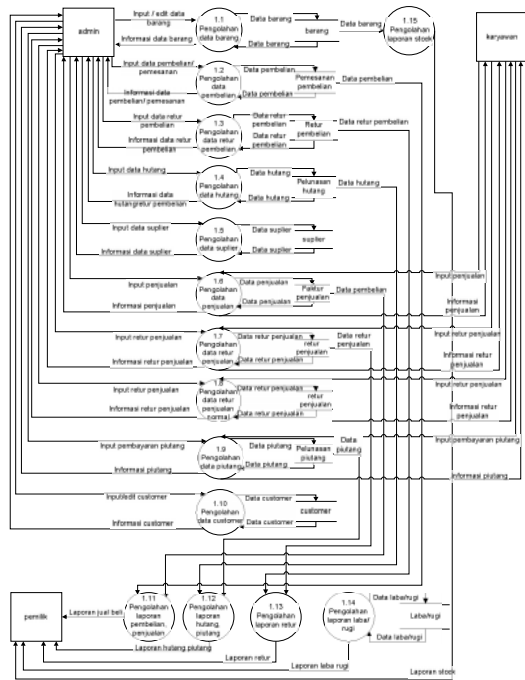 admin
Input / edit data
barang
Informasi data barang
1.1
Pengolahan
data barang
Data barang
barang
Data barang
1.15
Pengolahan
laporan stock
karyawan
Input data pembelian/
pemesanan
Informasi data
pembelian/ pemesanan
1.2
Pengolahan
data
pembelian
Data pembelian
Pemesanan
pembelian
Data pembelian
Data pembelian
Input data retur
pembelian
Informasi data retur
pembelian
1.3
Pengolahan
data retur
pembelian
Data retur
pembelian
Retur
pembelian
Data retur
pembelian
Data retur pembelian
Input data hutang
Informasi data
hutang/retur pembelian
1.4
Pengolahan
data hutang
Data hutang
Pelunasan
hutang
Data hutang
Data hutang
Input data suplier
Informasi data suplier
1.5
Pengolahan
data suplier
Data suplier
suplier
Data suplier
Input penjualan
Informasi penjualan
1.6
Pengolahan
data
penjualan
Data penjualan
Faktur
penjualan
Data penjualan
Data pembelian
Input penjualan
Informasi
penjualan
Input retur penjualan
Informasi retur penjualan
1.7
Pengolahan
data retur
penjualan
Data retur penjualan
retur
penjualan
Data retur penjualan
Data retur
penjualan
Input retur penjualan
Informasi retur
penjualan
Input retur penjualan
Informasi retur penjualan
1.8
Pengolahan
data retur
penjualan
normal
Data retur penjualan
retur
penjualan
Data retur penjualan
Input retur penjualan
Informasi retur
penjualan
Input pembayaran piutang
Informasi piutang
1.9
Pengolahan
data piutang
Data piutang
Pelunasan
piutang
Data piutang
Data
piutang
Input pembayaran piutang
Informasi piutang
Input/edit customer
Informasi customer
1.10
Pengolahan
data customer
Data customer
customer
Data customer
pemilik
Laporan jual beli
1.11
Pengolahan
laporan
pembelian,
penjualan
1.12
Pengolahan
laporan
hutang,
piutang
1.13
Pengolahan
laporan retur
1.14
Pengolahan
laporan laba/
rugi
Data laba/rugi
Laba/rugi
Data laba/rugi
Laporan hutang piutang
Laporan retur
Laporan laba rugi
Laporan stock